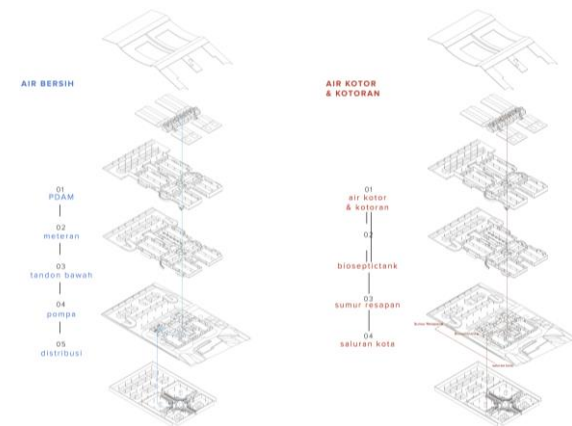 AIR BERSIH
01
PDAM
02
meteran
03
tandon bawah
04
pompa
05
distribusi
AIR KOTOR
& KOTORAN
01
air kotor
& kotoran
02
bioseptictank
03
sumur resapan
04
saluran kota